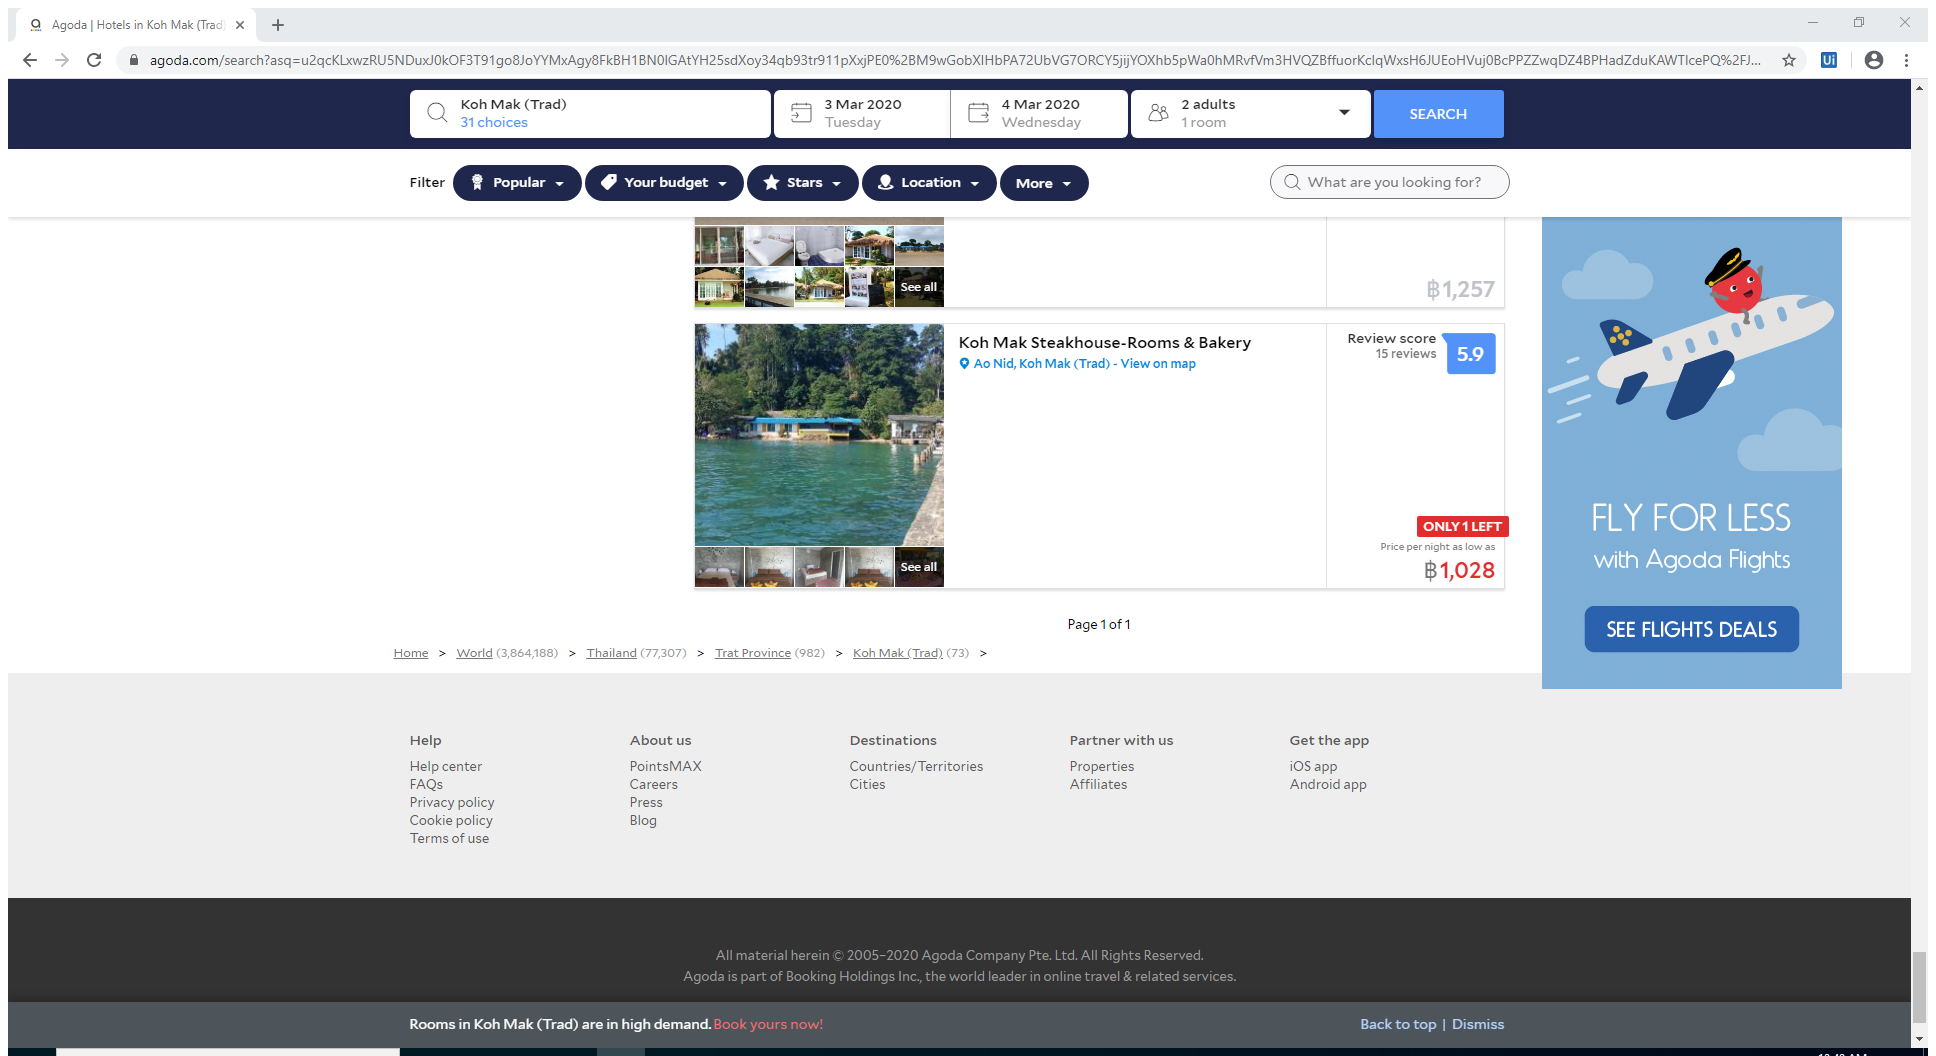 Agoda | Hotels in Koh Mak (Trad)
agoda.com/search?asq=u2qcKLxwzRU5NDuxJ0kOF3T91go8JoYYMxAgy8FkBH1BN0IGAtYH25sdXoy34qb93tr911pXxjPE0%2BM9wGobXIHbPA72UbVG7ORCY5jijYOXhb5pWa0hMRvfVm3HVQZBffuorKclqWxsH6JUEoHVuj0BcPPZZwqDZ4BPHadZduKAWTIcePQ%2FJ...
Ui
Koh Mak (Trad)
31 choices
3 Mar 2020
Tuesday
4 Mar 2020
Wednesday
2 adults
1 room
SEARCH
Filter
Popular
Your budget
Stars
Location
More
What are you looking for?
See all
฿1,257
Koh Mak Steakhouse-Rooms & Bakery
Ao Nid, Koh Mak (Trad) - View on map
Review score
15 reviews
5.9
ONLY 1 LEFT
Price per night as low as
฿1,028
See all
FLY FOR LESS
with Agoda Flights
SEE FLIGHTS DEALS
Page 1 of 1
Home > World (3,864,188) > Thailand (77,307) > Trat Province (982) > Koh Mak (Trad) (73) >
Help
Help center
FAQs
Privacy policy
Cookie policy
Terms of use
About us
PointsMAX
Careers
Press
Blog
Destinations
Countries/Territories
Cities
Partner with us
Properties
Affiliates
Get the app
iOS app
Android app
All material herein © 2005–2020 Agoda Company Pte. Ltd. All Rights Reserved.
Agoda is part of Booking Holdings Inc., the world leader in online travel & related services.
Rooms in Koh Mak (Trad) are in high demand. Book yours now!
Back to top | Dismiss